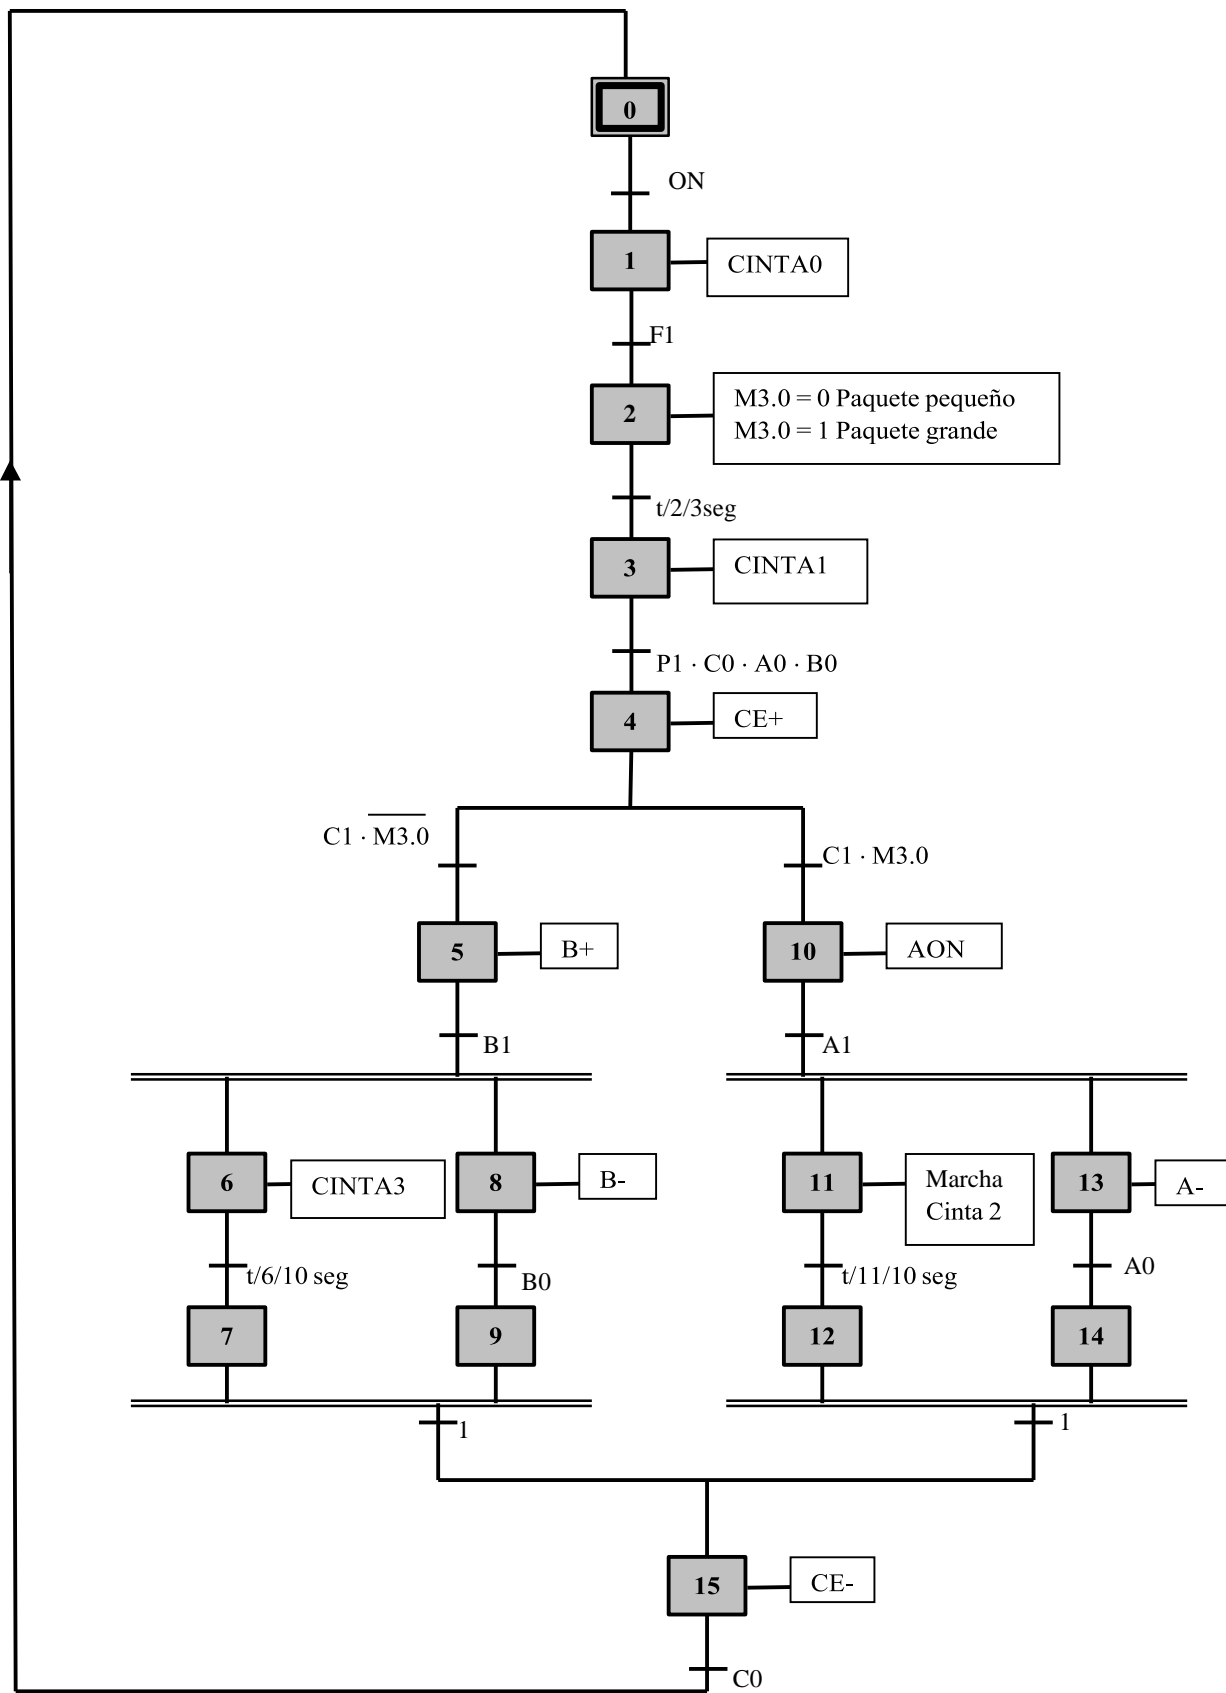 0
ON
1
CINTA0
F1
2
M3.0 = 0 Paquete pequeño
M3.0 = 1 Paquete grande
t/2/3seg
3
CINTA1
P1 · C0 · A0 · B0
4
CE+
C1 · M3.0
C1 · M3.0
5
B+
10
AON
B1
A1
6
CINTA3
8
B-
11
Marcha
Cinta 2
13
A-
t/6/10 seg
B0
t/11/10 seg
A0
7
9
12
14
1
1
15
CE-
C0